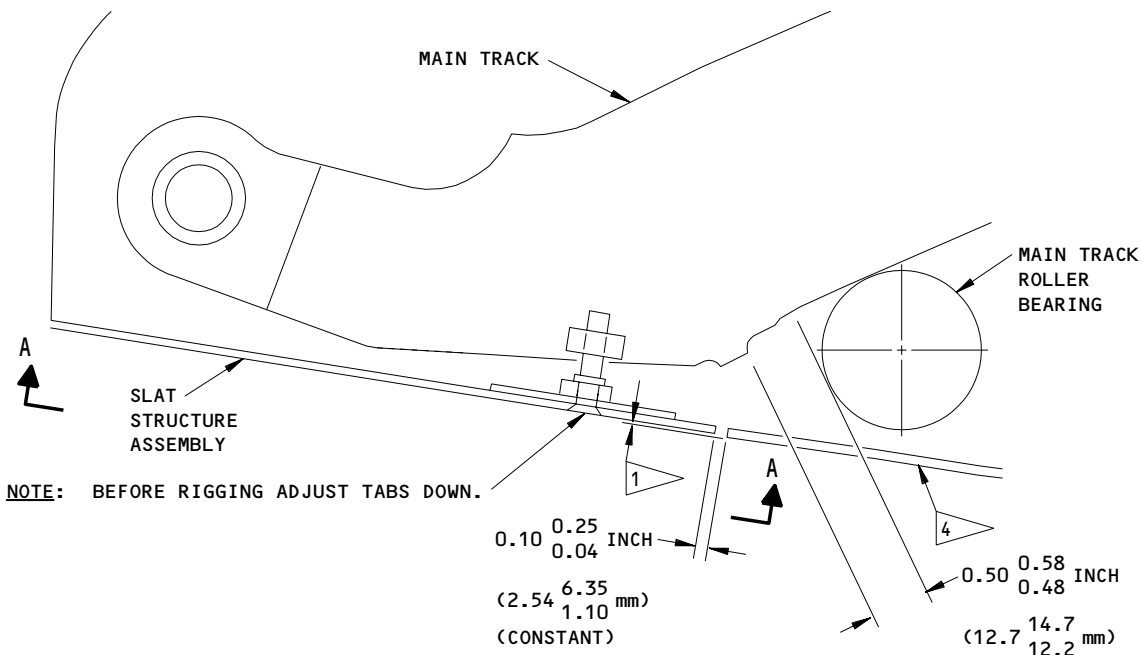 MAIN TRACK
MAIN TRACK
ROLLER
BEARING
A
SLAT
STRUCTURE
ASSEMBLY
NOTE: BEFORE RIGGING ADJUST TABS DOWN.
1
A
4
0.10 0.25 INCH
0.04
(2.54 6.35 mm)
1.10
(CONSTANT)
0.50 0.58 INCH
0.48
(12.7 14.7 mm)
12.2